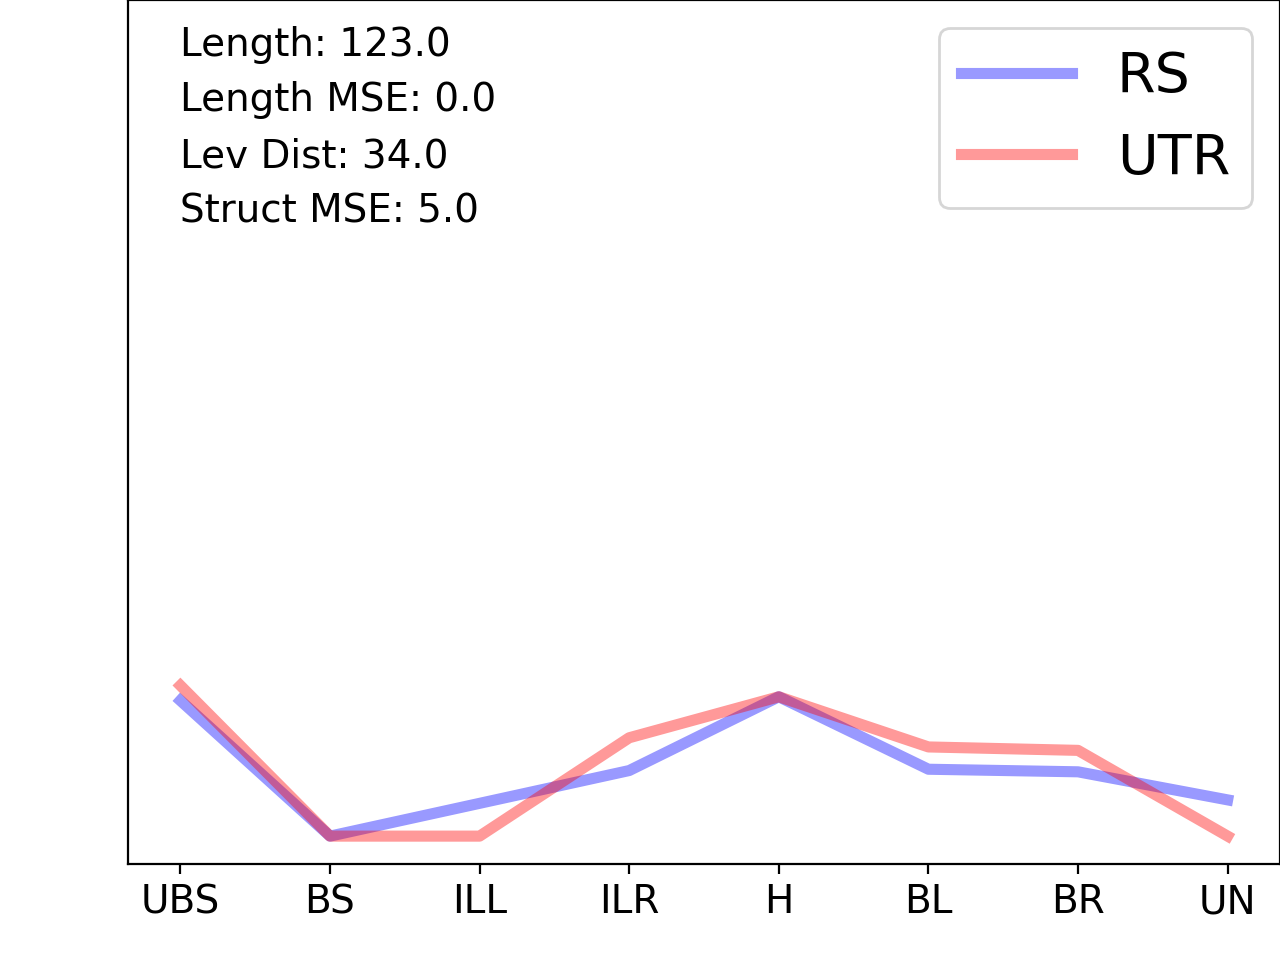 Length: 123.0
Length MSE: 0.0
Lev Dist: 34.0
Struct MSE: 5.0
RS
UTR
UBS BS ILL ILR H BL BR UN